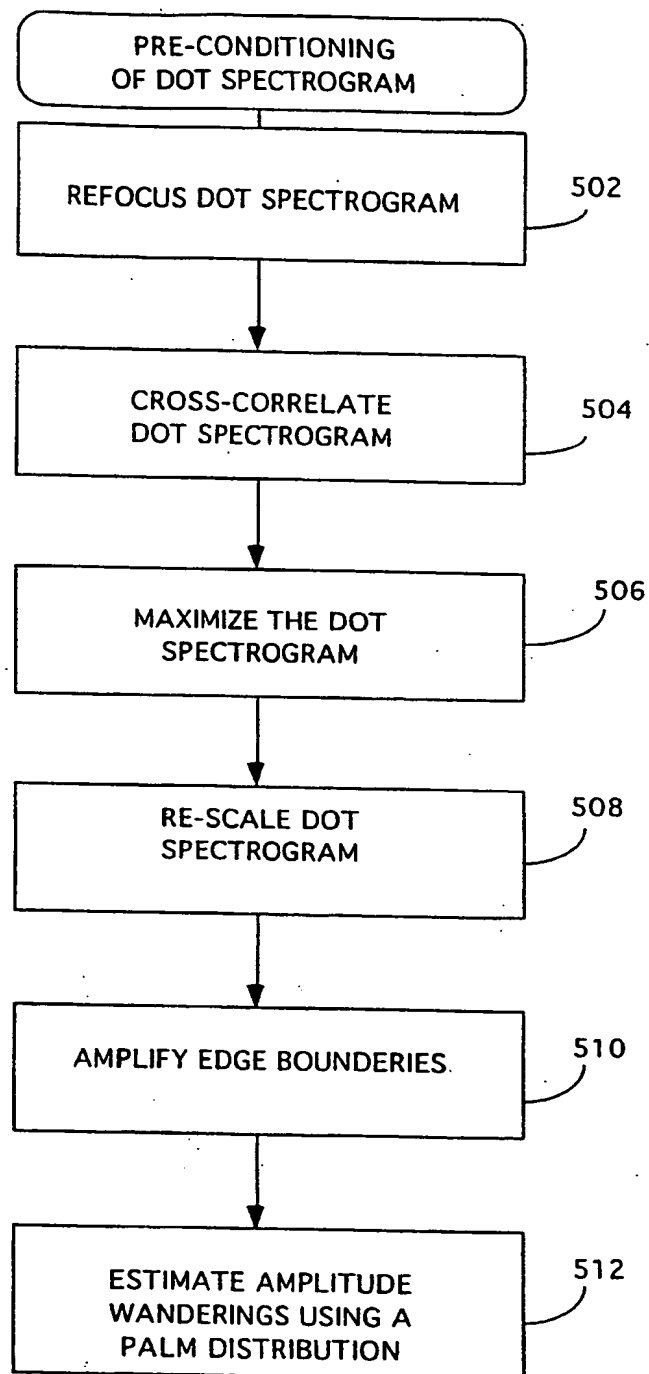 PRE-CONDITIONING
OF DOT SPECTROGRAM
REFOCUS DOT SPECTROGRAM
502
CROSS-CORRELATE
DOT SPECTROGRAM
504
MAXIMIZE THE DOT
SPECTROGRAM
506
RE-SCALE DOT
SPECTROGRAM
508
AMPLIFY EDGE BOUNDERIES
510
ESTIMATE AMPLITUDE
WANDERINGS USING A
PALM DISTRIBUTION
512